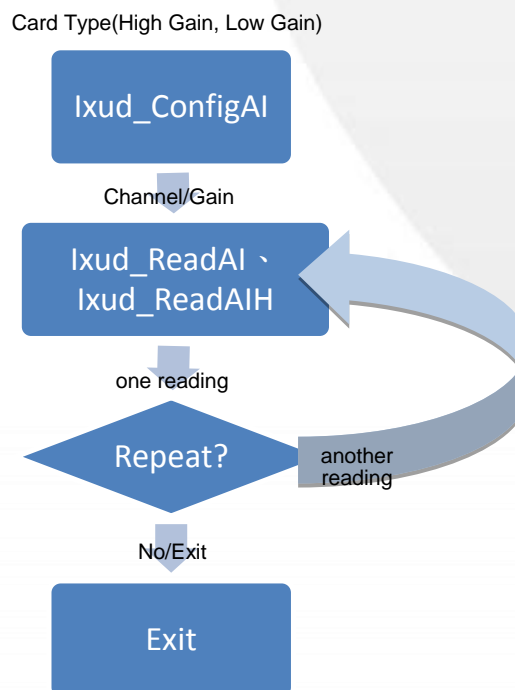 Card Type(High Gain, Low Gain)
Ixud_ConfigAI
Channel/Gain
Ixud_ReadAI、
Ixud_ReadAIH
one reading
Repeat?
another
reading
No/Exit
Exit